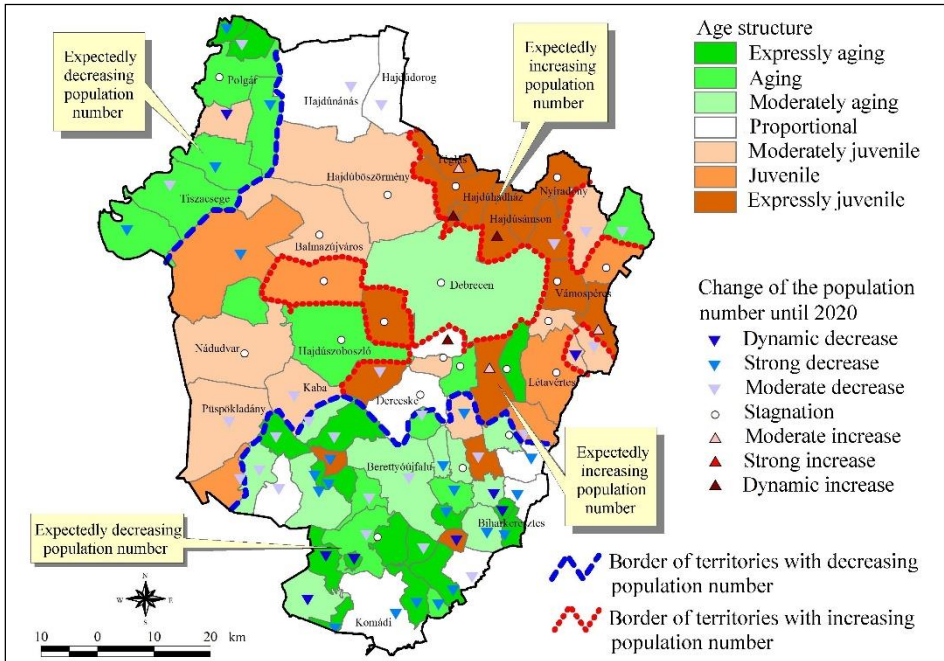 Expectedly
decreasing
population
number
Expectedly
increasing
population
number
Polgár
Hajdúnánás
Hajdúdorog
Téglás
Hajdúböszörmény
Hajdúhadház
Nyíradony
Tiszacsege
Hajdúsámson
Balmazújváros
Debrecen
Vámospércs
Nádudvar
Hajdúszoboszló
Létavértes
Kaba
Derecske
Püspökladány
Berettyóújfalu
Biharkeresztes
Komádi
Expectedly
increasing
population
number
Expectedly decreasing
population number
N
W
E
S
10 0 10 20 km
Age structure
Expressly aging
Aging
Moderately aging
Proportional
Moderately juvenile
Juvenile
Expressly juvenile
Change of the population
number until 2020
Dynamic decrease
Strong decrease
Moderate decrease
Stagnation
Moderate increase
Strong increase
Dynamic increase
Border of territories with decreasing
population number
Border of territories with increasing
population number